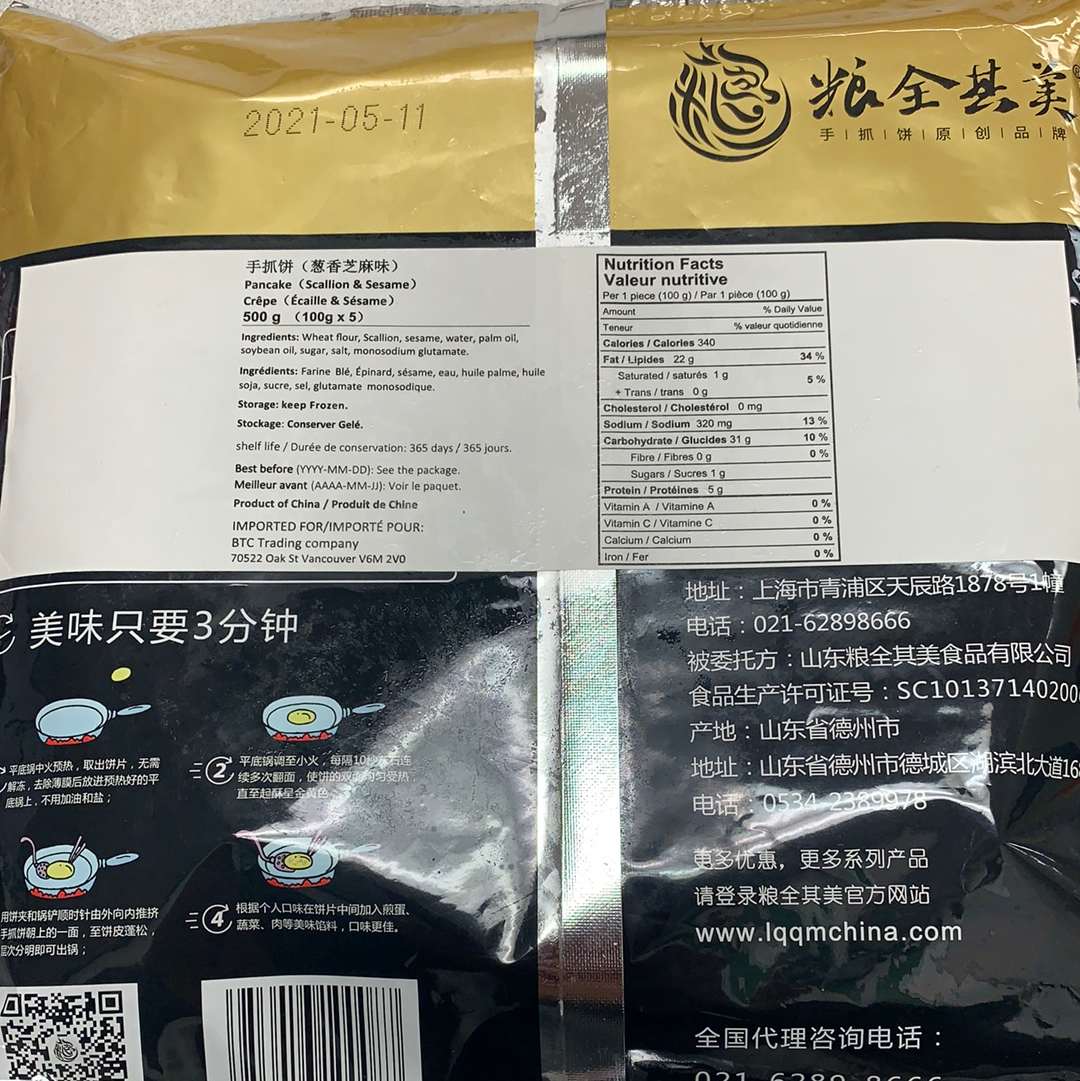 2021-05-11
粮全其美
手 | 抓 | 饼 | 原 | 创 | 品 | 牌
手抓饼（葱香芝麻味）
Pancake（Scallion & Sesame）
Crêpe（Écaille & Sésame）
500 g （100g x 5）
Ingredients: Wheat flour, Scallion, sesame, water, palm oil,
soybean oil, sugar, salt, monosodium glutamate.
Ingrédients: Farine Blé, Épinard, sésame, eau, huile palme, huile
soja, sucre, sel, glutamate monosodique.
Storage: keep Frozen.
Stockage: Conserver Gelé.
shelf life / Durée de conservation: 365 days / 365 jours.
Best before (YYYY-MM-DD): See the package.
Meilleur avant (AAAA-MM-JJ): Voir le paquet.
Product of China / Produit de Chine
IMPORTED FOR/IMPORTÉ POUR:
BTC Trading company
70522 Oak St Vancouver V6M 2V0
Nutrition Facts
Valeur nutritive
Per 1 piece (100 g) / Par 1 pièce (100 g)
Amount % Daily Value
Teneur % valeur quotidienne
Calories / Calories 340
Fat / Lipides 22 g 34 %
Saturated / saturés 1 g 5 %
+ Trans / trans 0 g
Cholesterol / Cholestérol 0 mg
Sodium / Sodium 320 mg 13 %
Carbohydrate / Glucides 31 g 10 %
Fibre / Fibres 0 g 0 %
Sugars / Sucres 1 g
Protein / Protéines 5 g
Vitamin A / Vitamine A 0 %
Vitamin C / Vitamine C 0 %
Calcium / Calcium 0 %
Iron / Fer 0 %
美味只要3分钟
平底锅中火预热，取出饼片，无需
解冻，去除薄膜后放进预热好的平
底锅上，不用加油和盐；
2
平底锅调至小火，每隔10秒左右连
续多次翻面，使饼的双面均匀受热，
直至起酥呈金黄色
用饼夹和锅铲顺时针由外向内推挤
手抓饼朝上的一面，至饼皮蓬松，
层次分明即可出锅；
4
根据个人口味在饼片中间加入煎蛋、
蔬菜、肉等美味馅料，口味更佳。
地址：上海市青浦区天辰路1878号1幢
电话：021-62898666
被委托方：山东粮全其美食品有限公司
食品生产许可证号：SC1013714020
产地：山东省德州市
地址：山东省德州市德城区湖滨北大道16
电话：0534-2389978
更多优惠，更多系列产品
请登录粮全其美官方网站
www.lqqmchina.com
全国代理咨询电话：